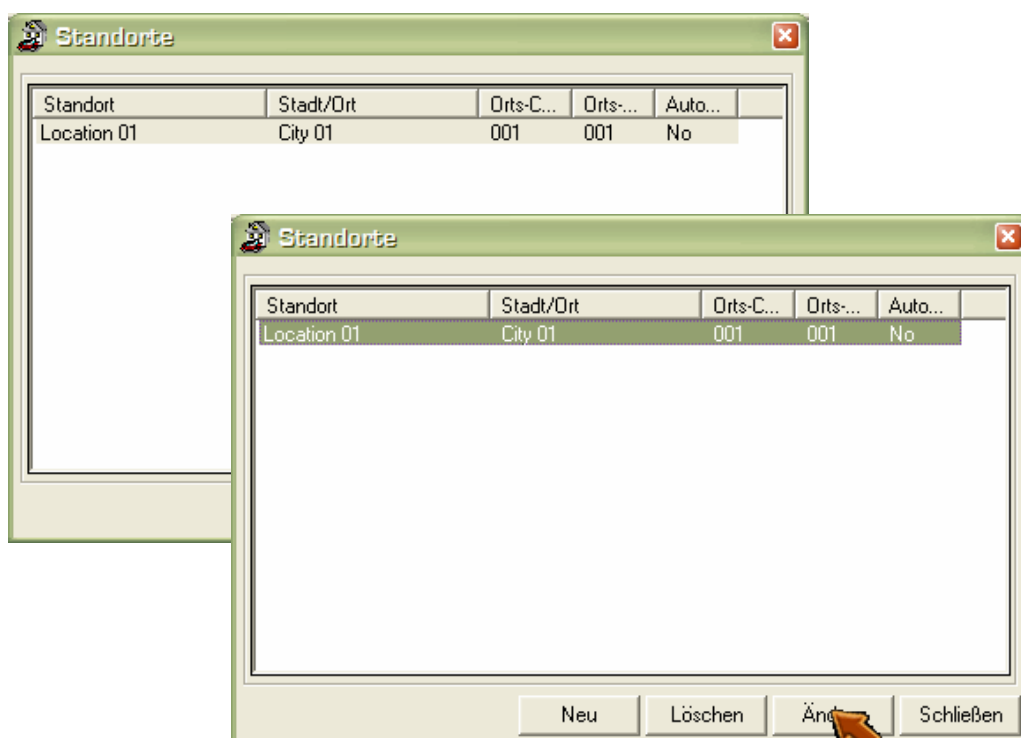 Standorte
Standort Stadt/Ort Orts-C... Orts-... Auto...
Location 01 City 01 001 001 No
Standorte
Standort Stadt/Ort Orts-C... Orts-... Auto...
Location 01 City 01 001 001 No
Neu Löschen Schließen